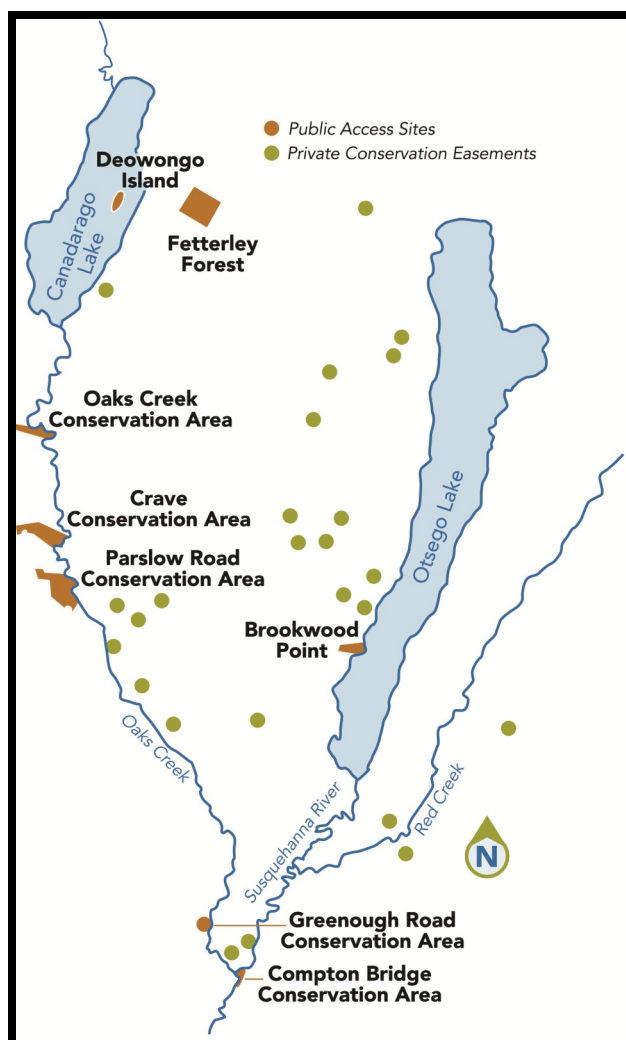 Public Access Sites
Private Conservation Easements
Deowongo
Island
Canadarago
Lake
Fetterley
Forest
Oaks Creek
Conservation Area
Crave
Conservation Area
Otsego Lake
Parslow Road
Conservation Area
Brookwood
Point
Oaks Creek
Susquehanna River
Red Creek
N
Greenough Road
Conservation Area
Compton Bridge
Conservation Area